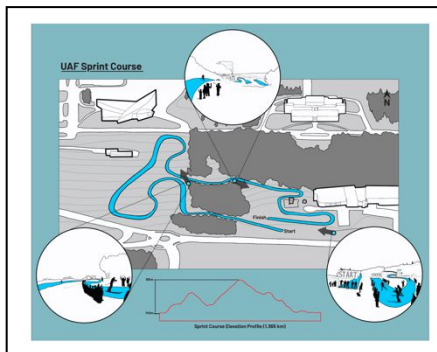 UAF Sprint Course
N
Finish
Start
START
Sprint Course Elevation Profile (1.365 km)